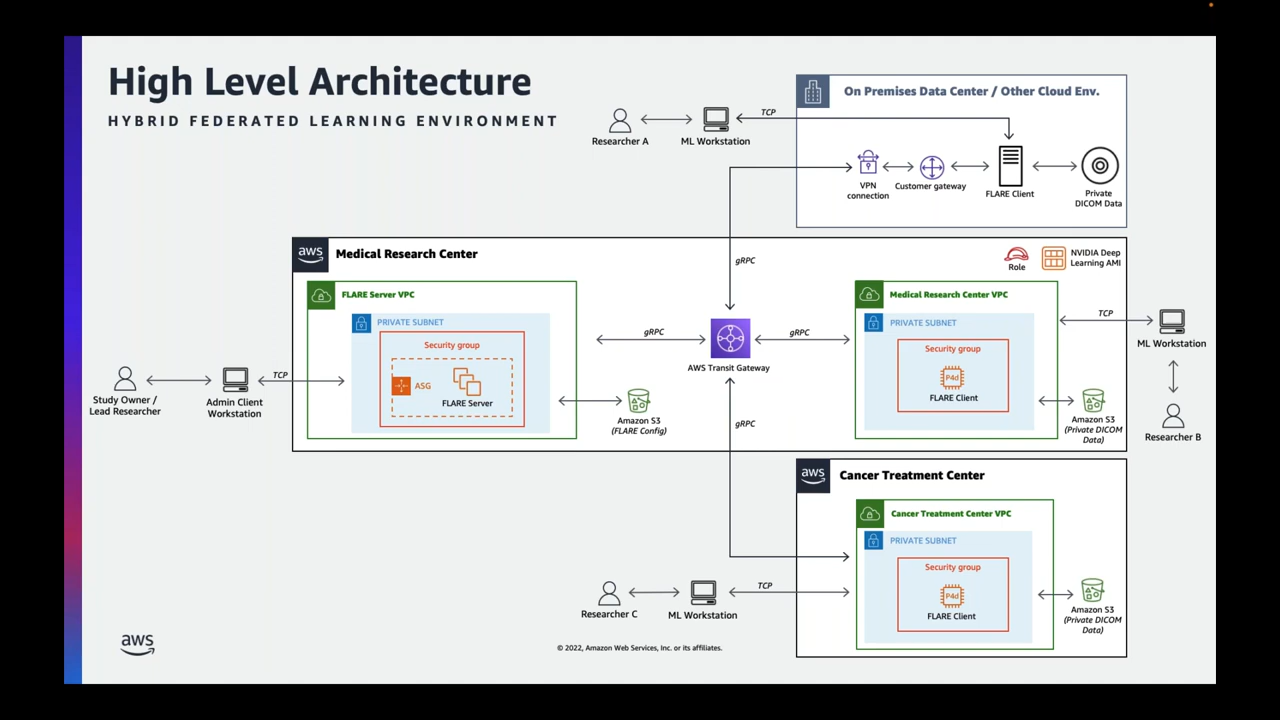 High Level Architecture
HYBRID FEDERATED LEARNING ENVIRONMENT
Researcher A
ML Workstation
TCP
On Premises Data Center / Other Cloud Env.
VPN
connection
Customer gateway
FLARE Client
Private
DICOM Data
gRPC
aws
Medical Research Center
Role
NVIDIA Deep
Learning AMI
FLARE Server VPC
PRIVATE SUBNET
Security group
ASG
FLARE Server
Amazon S3
(FLARE Config)
gRPC
AWS Transit Gateway
gRPC
Medical Research Center VPC
PRIVATE SUBNET
Security group
P4d
FLARE Client
Amazon S3
(Private DICOM
Data)
TCP
ML Workstation
Researcher B
Study Owner /
Lead Researcher
Admin Client
Workstation
TCP
gRPC
aws
Cancer Treatment Center
Cancer Treatment Center VPC
PRIVATE SUBNET
Security group
P4d
FLARE Client
Amazon S3
(Private DICOM
Data)
Researcher C
ML Workstation
TCP
aws
© 2022, Amazon Web Services, Inc. or its affiliates.